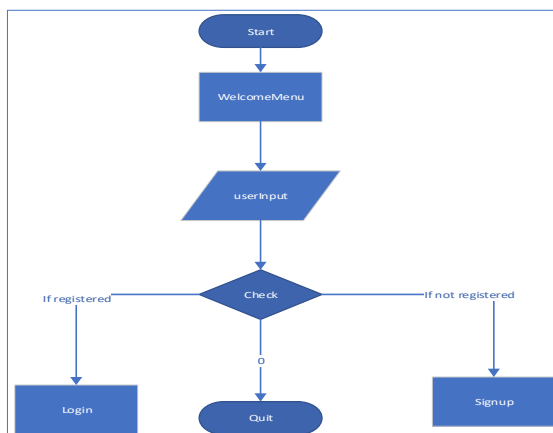 Start
WelcomeMenu
userInput
Check
If registered
If not registered
0
Login
Signup
Quit